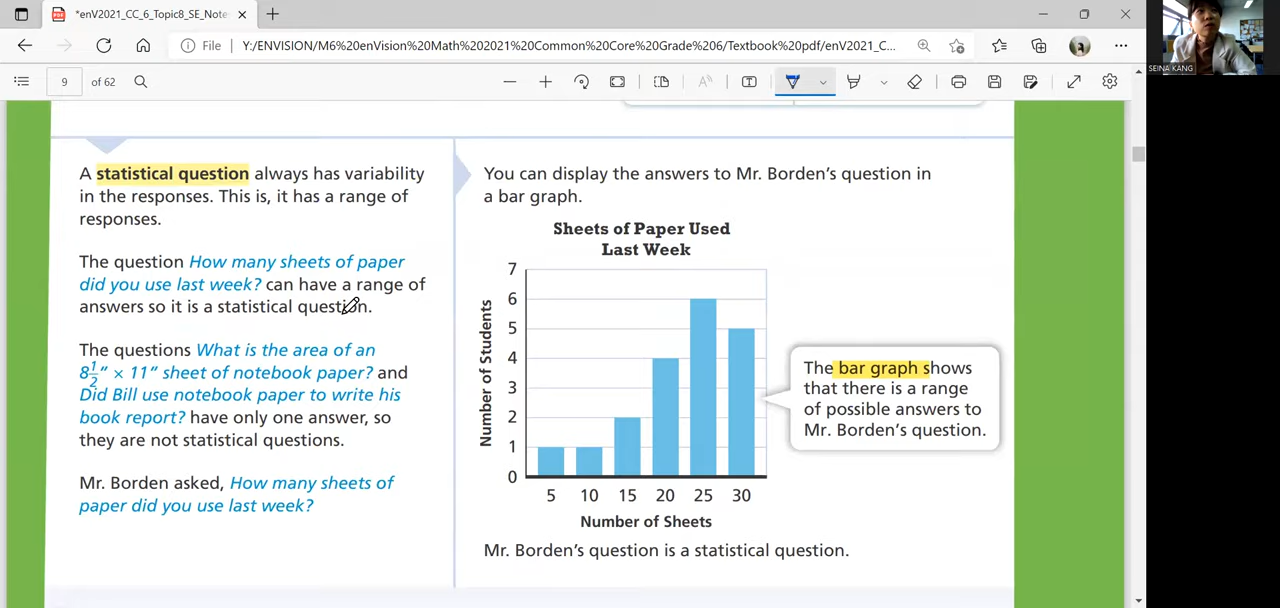 *enV2021_CC_6_Topic8_SE_Note
File
Y:/ENVISION/M6%20enVision%20Math%202021%20Common%20Core%20Grade%206/Textbook%20pdf/enV2021_C...
9 of 62
SEINA KANG
A statistical question always has variability
in the responses. This is, it has a range of
responses.
The question How many sheets of paper
did you use last week? can have a range of
answers so it is a statistical question.
The questions What is the area of an
8 1/2" × 11" sheet of notebook paper? and
Did Bill use notebook paper to write his
book report? have only one answer, so
they are not statistical questions.
Mr. Borden asked, How many sheets of
paper did you use last week?
You can display the answers to Mr. Borden's question in
a bar graph.
Sheets of Paper Used
Last Week
Number of Students
7
6
5
4
3
2
1
0
5 10 15 20 25 30
Number of Sheets
The bar graph shows
that there is a range
of possible answers to
Mr. Borden's question.
Mr. Borden's question is a statistical question.